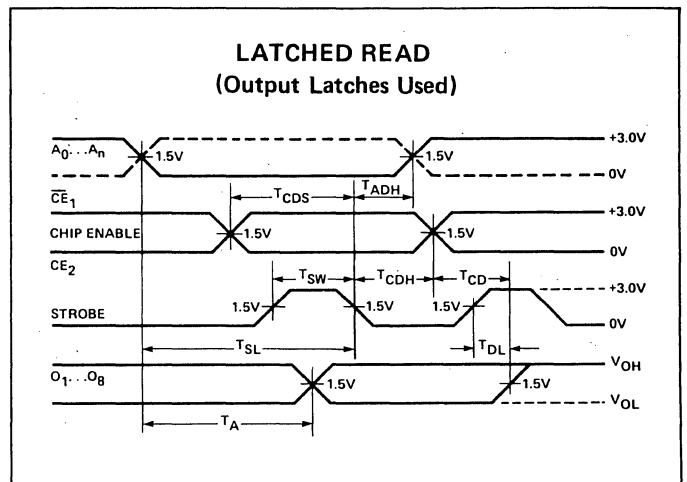 LATCHED READ
(Output Latches Used)
A0...An
1.5V
1.5V
+3.0V
0V
CE1
TCDS
TADH
+3.0V
CHIP ENABLE
1.5V
1.5V
0V
CE2
TSW
TCDH
TCD
+3.0V
1.5V
1.5V
1.5V
STROBE
0V
TSL
TDL
O1...O8
VOH
1.5V
1.5V
VOL
TA